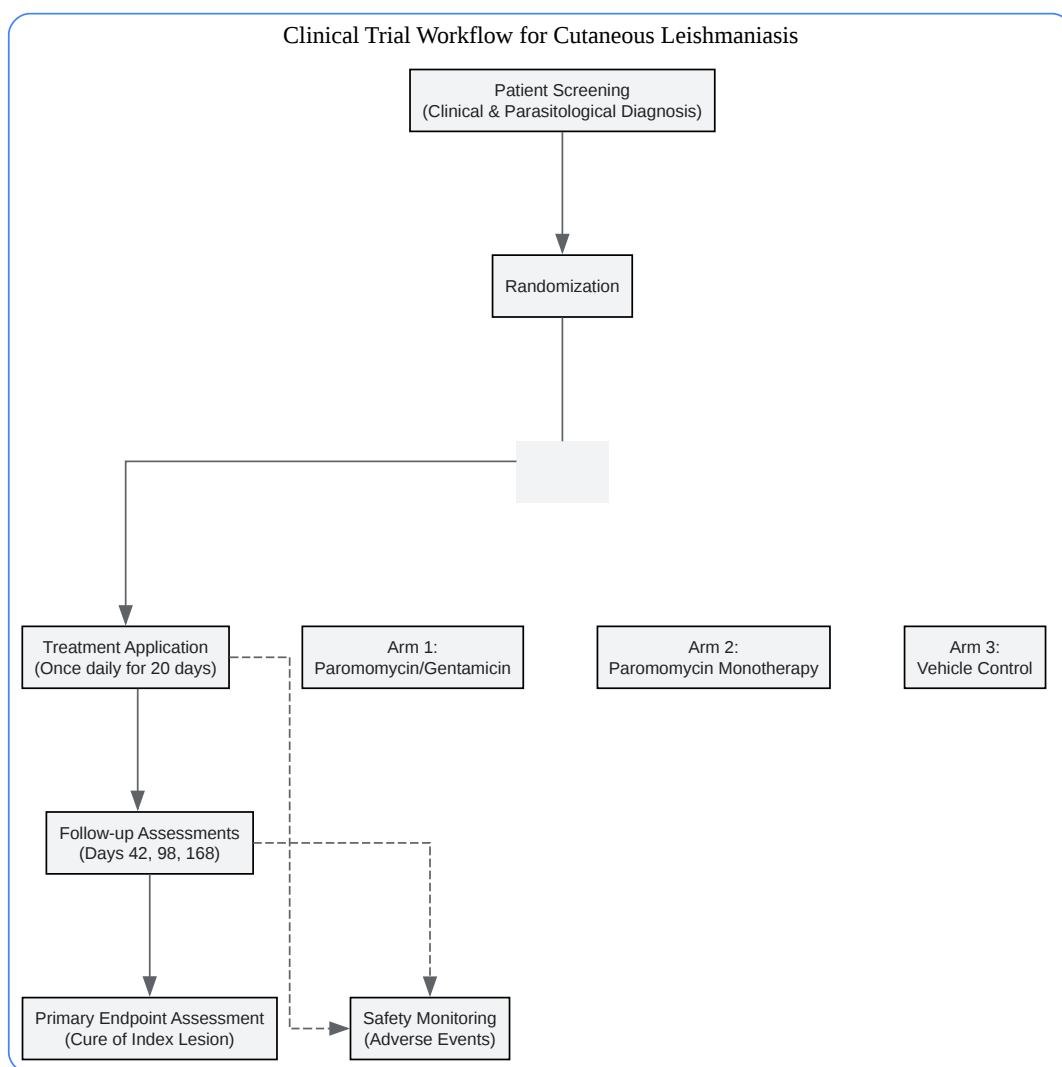 Clinical Trial Workflow for Cutaneous Leishmaniasis
Patient Screening
(Clinical & Parasitological Diagnosis)
Randomization
Treatment Application
(Once daily for 20 days)
Arm 1:
Paromomycin/Gentamicin
Arm 2:
Paromomycin Monotherapy
Arm 3:
Vehicle Control
Follow-up Assessments
(Days 42, 98, 168)
Primary Endpoint Assessment
(Cure of Index Lesion)
Safety Monitoring
(Adverse Events)